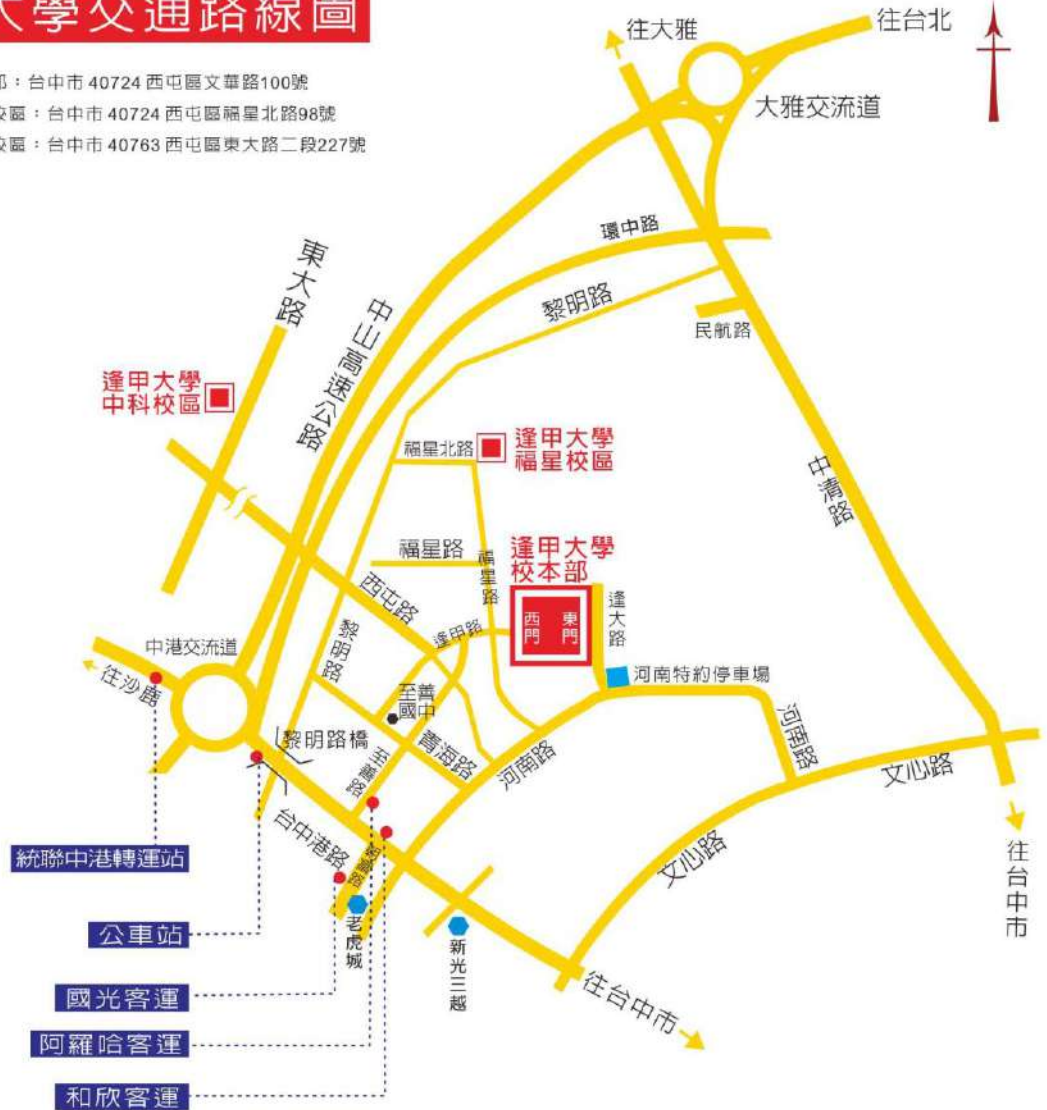 大學交通路線圖
部：台中市 40724 西屯區文華路100號
校區：台中市 40724 西屯區福星北路98號
校區：台中市 40763 西屯區東大路二段227號
往大雅
往台北
大雅交流道
環中路
東大路
中山高速公路
黎明路
民航路
逢甲大學
中科校區
福星北路
逢甲大學
福星校區
中清路
福星路
福星路
逢甲大學
校本部
西屯路
西門
東門
逢大路
黎明路
逢甲路
中港交流道
往沙鹿
河南特約停車場
至善
國中
黎明路橋
青海路
河南路
河南路
至善路
文心路
台中港路
文心路
統聯中港轉運站
往台中市
公車站
老虎城
新光三越
國光客運
往台中市
阿羅哈客運
和欣客運